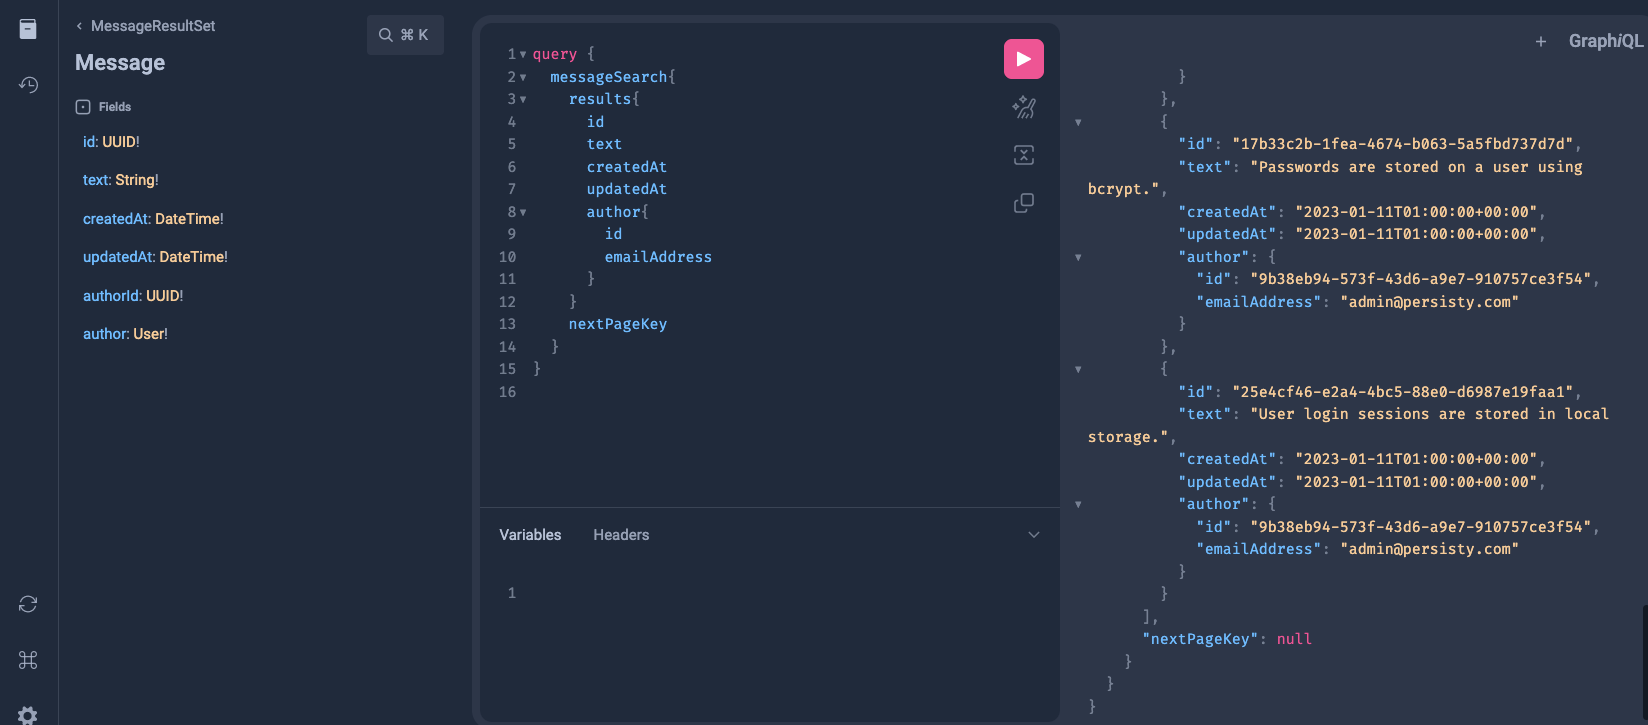 MessageResultSet
Message
⌘ K
Fields
id: UUID!
text: String!
createdAt: DateTime!
updatedAt: DateTime!
authorId: UUID!
author: User!
1 query {
2 messageSearch{
3 results{
4 id
5 text
6 createdAt
7 updatedAt
8 author{
9 id
10 emailAddress
11 }
12 }
13 nextPageKey
14 }
15 }
16
Variables Headers
1
+ GraphiQL
}
},
{
"id": "17b33c2b-1fea-4674-b063-5a5fbd737d7d",
"text": "Passwords are stored on a user using
bcrypt.",
"createdAt": "2023-01-11T01:00:00+00:00",
"updatedAt": "2023-01-11T01:00:00+00:00",
"author": {
"id": "9b38eb94-573f-43d6-a9e7-910757ce3f54",
"emailAddress": "admin@persisty.com"
}
},
{
"id": "25e4cf46-e2a4-4bc5-88e0-d6987e19faa1",
"text": "User login sessions are stored in local
storage.",
"createdAt": "2023-01-11T01:00:00+00:00",
"updatedAt": "2023-01-11T01:00:00+00:00",
"author": {
"id": "9b38eb94-573f-43d6-a9e7-910757ce3f54",
"emailAddress": "admin@persisty.com"
}
}
],
"nextPageKey": null
}
}
}